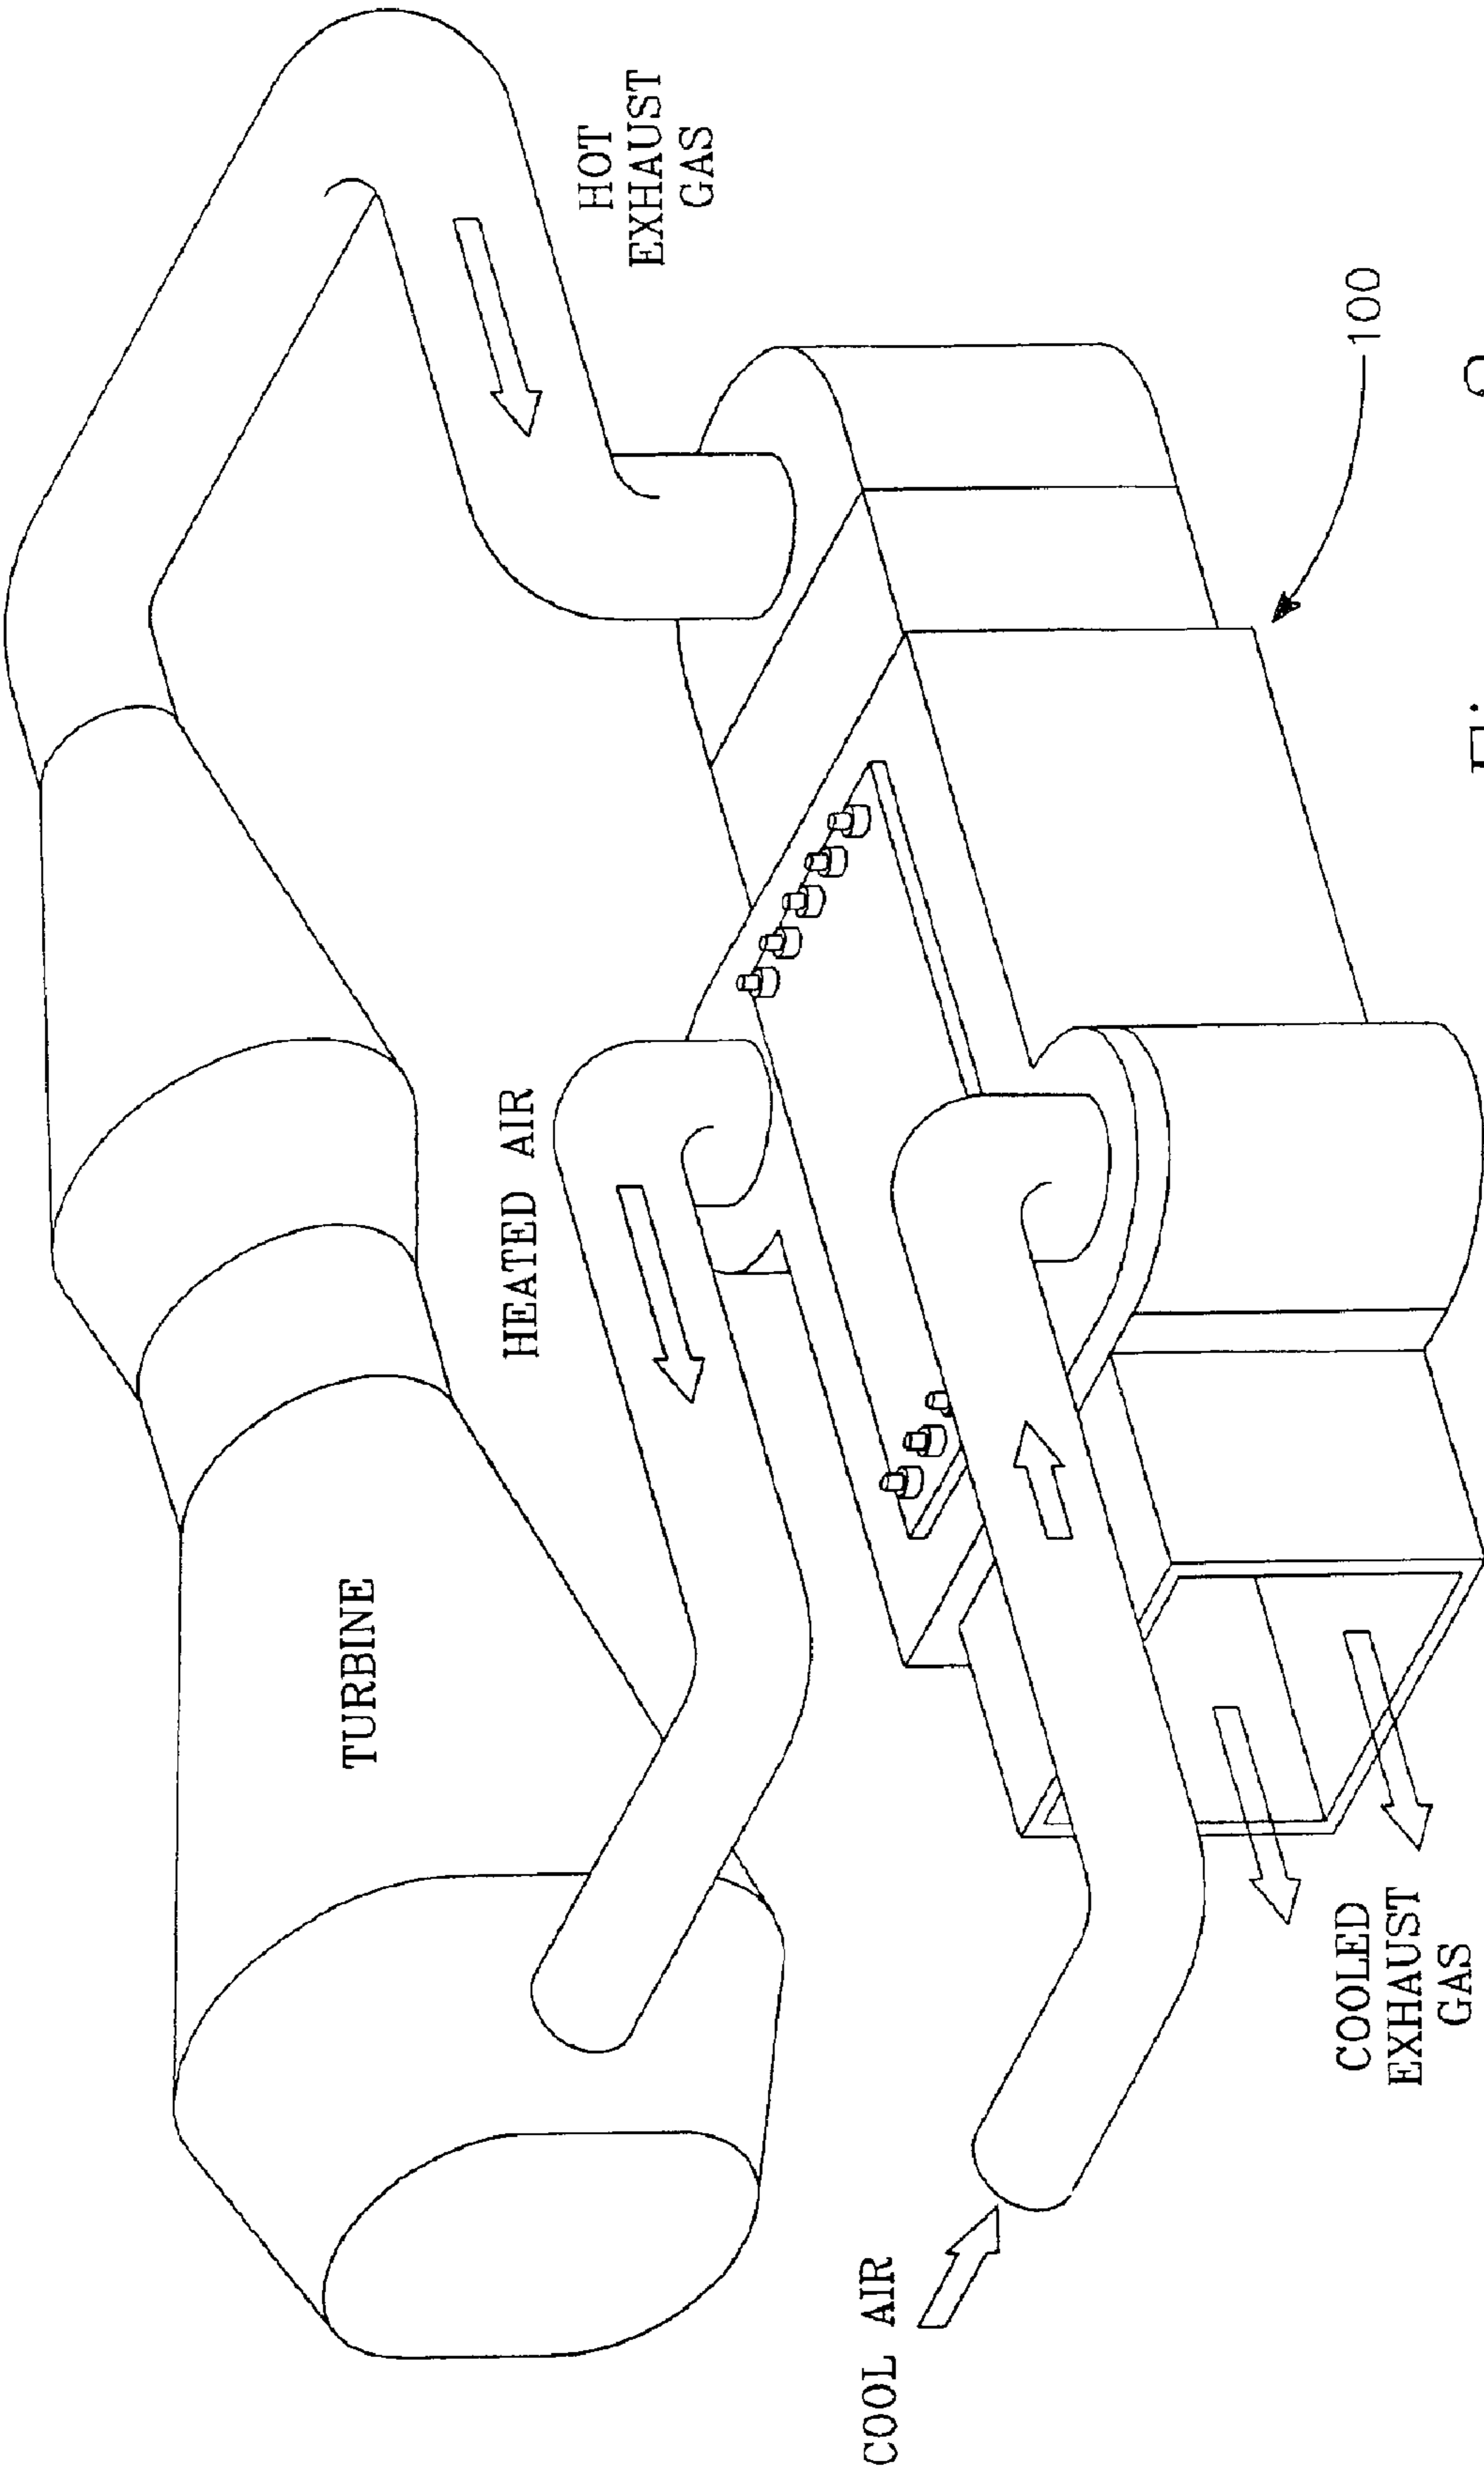 TURBINE
HEATED AIR
HOT
EXHAUST
GAS
COOL AIR
COOLED
EXHAUST
GAS
100